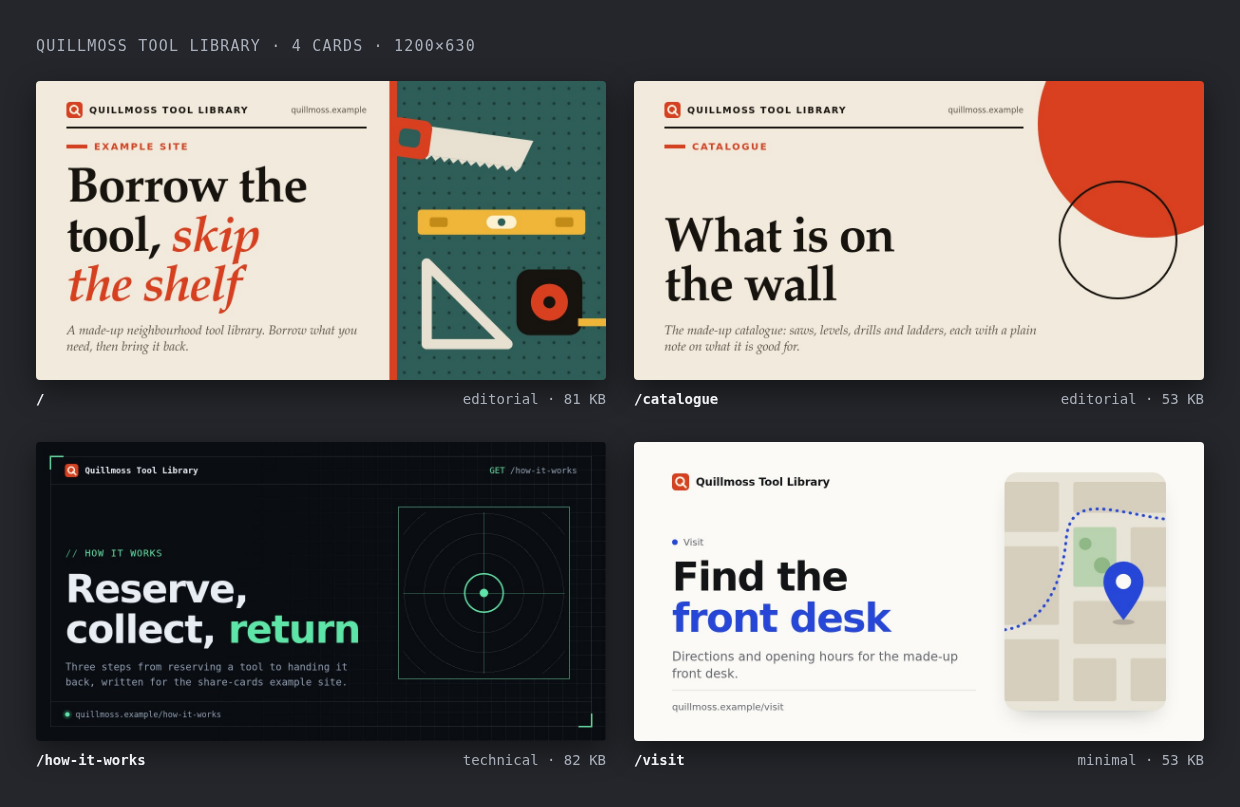 QUILLMOSS TOOL LIBRARY · 4 CARDS · 1200×630
QUILLMOSS TOOL LIBRARY
quillmoss.example
EXAMPLE SITE
Borrow the
tool, skip
the shelf
A made-up neighbourhood tool library. Borrow what you
need, then bring it back.
/
editorial · 81 KB
QUILLMOSS TOOL LIBRARY
quillmoss.example
CATALOGUE
What is on
the wall
The made-up catalogue: saws, levels, drills and ladders, each with a plain
note on what it is good for.
/catalogue
editorial · 53 KB
Quillmoss Tool Library
GET /how-it-works
// HOW IT WORKS
Reserve,
collect, return
Three steps from reserving a tool to handing it
back, written for the share-cards example site.
quillmoss.example/how-it-works
/how-it-works
technical · 82 KB
Quillmoss Tool Library
Visit
Find the
front desk
Directions and opening hours for the made-up
front desk.
quillmoss.example/visit
/visit
minimal · 53 KB